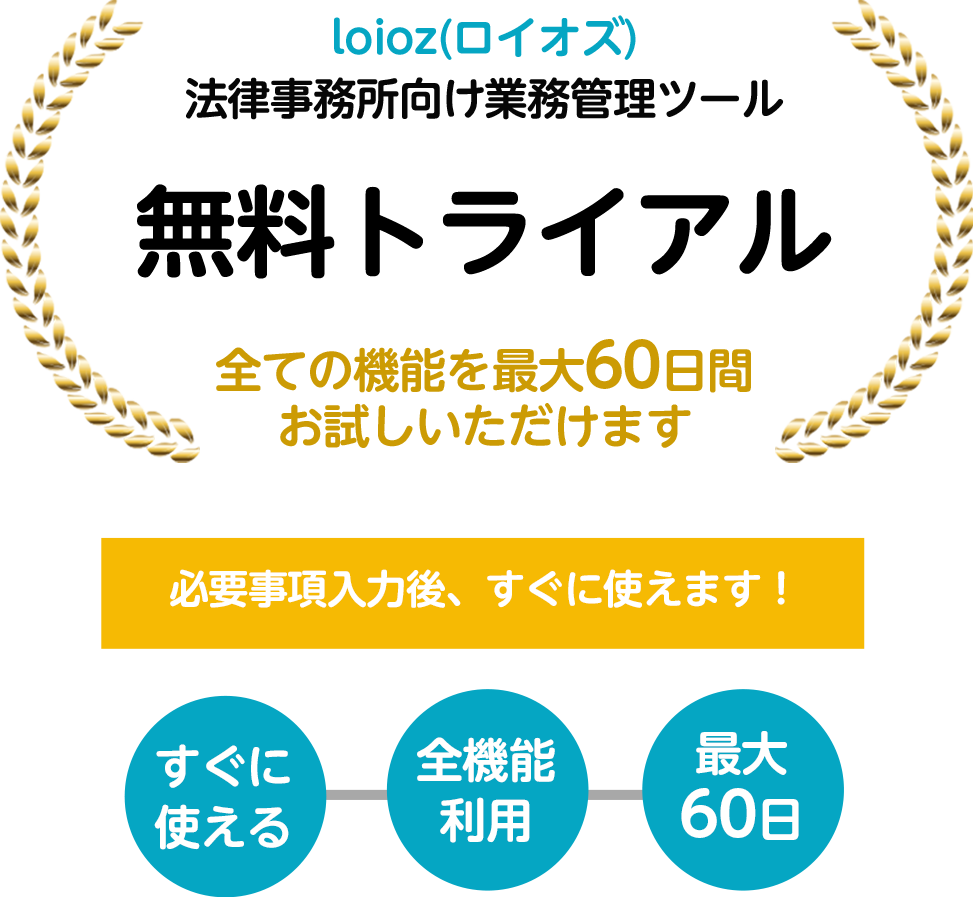 loioz(ロイオズ)
法律事務所向け業務管理ツール
無料トライアル
全ての機能を最大60日間
お試しいただけます
必要事項入力後、すぐに使えます！
すぐに
使える
全機能
利用
最大
60日